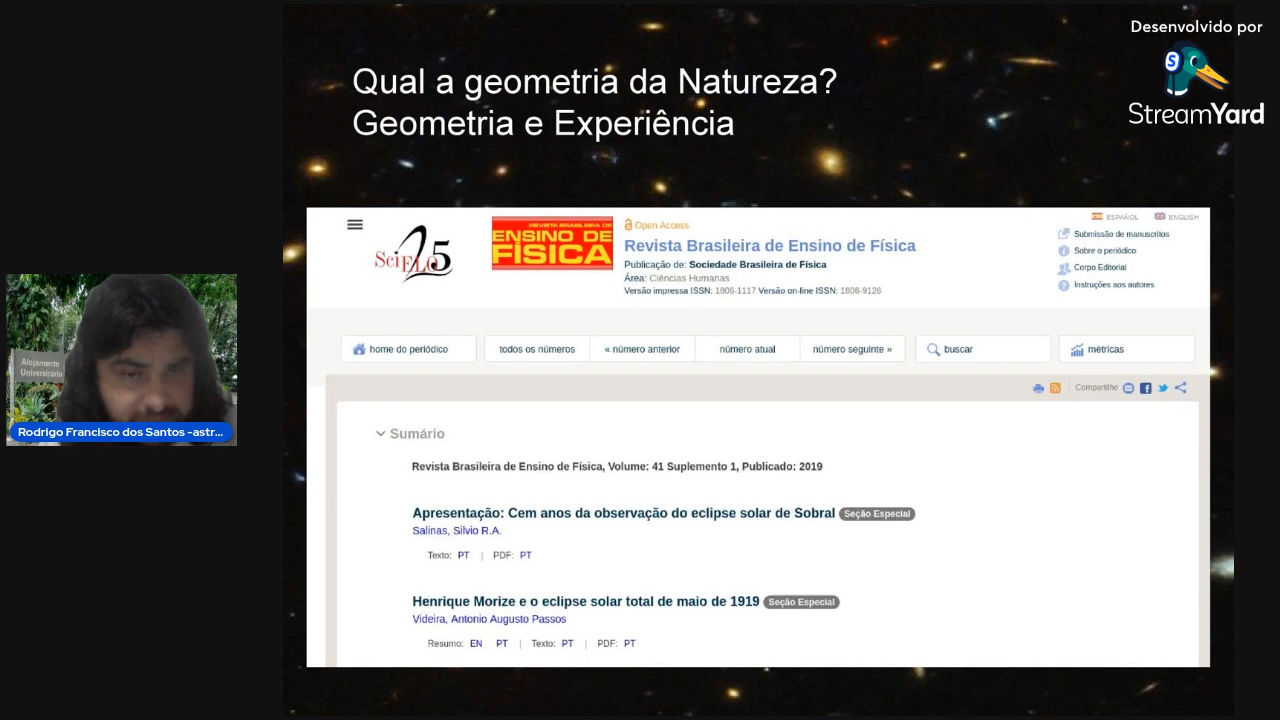 Desenvolvido por
StreamYard
Qual a geometria da Natureza?
Geometria e Experiência
SciELO 25
REVISTA BRASILEIRA DE
ENSINO DE
FÍSICA
Open Access
Revista Brasileira de Ensino de Física
Publicação de: Sociedade Brasileira de Física
Área: Ciências Humanas
Versão impressa ISSN: 1806-1117 Versão on-line ISSN: 1806-9126
ESPAÑOL ENGLISH
Submissão de manuscritos
Sobre o periódico
Corpo Editorial
Instruções aos autores
home do periódico todos os números « número anterior número atual número seguinte » buscar métricas
Compartilhe
Sumário
Revista Brasileira de Ensino de Física, Volume: 41 Suplemento 1, Publicado: 2019
Apresentação: Cem anos da observação do eclipse solar de Sobral Seção Especial
Salinas, Silvio R.A.
Texto: PT | PDF: PT
Henrique Morize e o eclipse solar total de maio de 1919 Seção Especial
Videira, Antonio Augusto Passos
Resumo: EN PT | Texto: PT | PDF: PT
Alojamento
Universitário
Rodrigo Francisco dos Santos -astr...